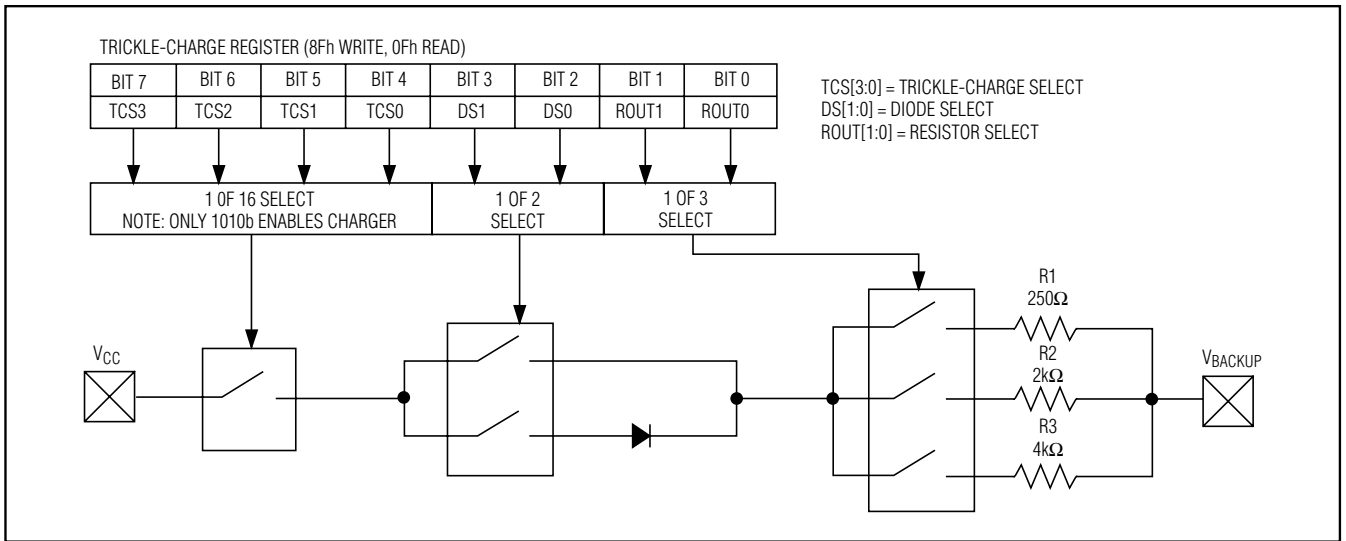 TRICKLE-CHARGE REGISTER (8Fh WRITE, 0Fh READ)
BIT 7 BIT 6 BIT 5 BIT 4 BIT 3 BIT 2 BIT 1 BIT 0
TCS3 TCS2 TCS1 TCS0 DS1 DS0 ROUT1 ROUT0
TCS[3:0] = TRICKLE-CHARGE SELECT
DS[1:0] = DIODE SELECT
ROUT[1:0] = RESISTOR SELECT
1 0F 16 SELECT
NOTE: ONLY 1010b ENABLES CHARGER
1 OF 2
SELECT
1 OF 3
SELECT
VCC
R1
250Ω
R2
2kΩ
R3
4kΩ
VBACKUP